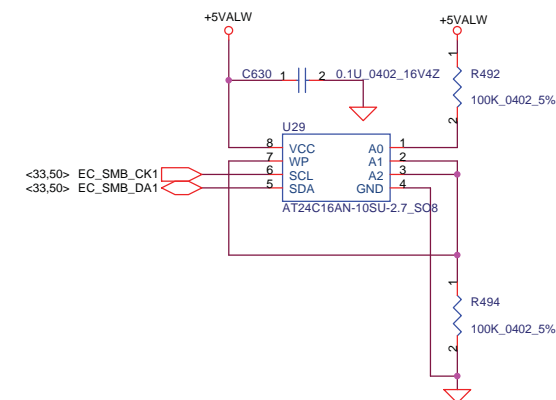 +5VALW
+5VALW
C630 1 2 0.1U_0402_16V4Z
1
R492
100K_0402_5%
2
U29
8 VCC A0 1
7 WP A1 2
6 SCL A2 3
5 SDA GND 4
<33,50> EC_SMB_CK1
<33,50> EC_SMB_DA1
AT24C16AN-10SU-2.7_SO8
1
R494
100K_0402_5%
2